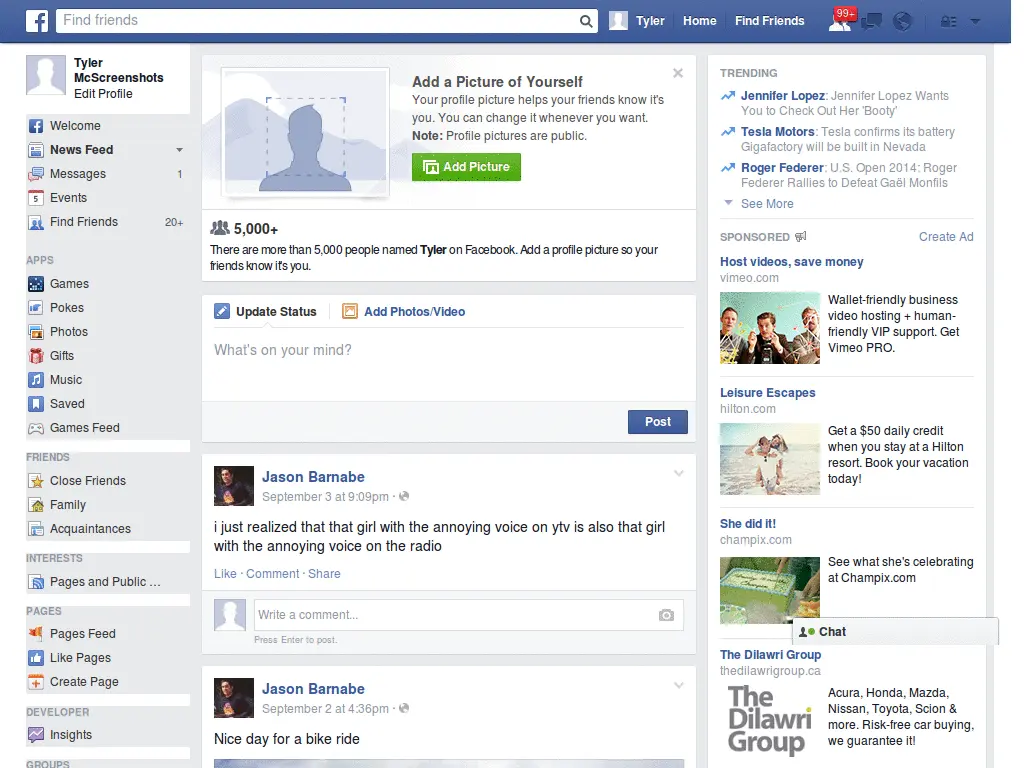 Find friends
Tyler
Home
Find Friends
99+
Tyler
McScreenshots
Edit Profile
Welcome
News Feed
Messages 1
5 Events
Find Friends 20+
APPS
Games
Pokes
Photos
Gifts
Music
Saved
Games Feed
FRIENDS
Close Friends
Family
Acquaintances
INTERESTS
Pages and Public ...
PAGES
Pages Feed
Like Pages
Create Page
DEVELOPER
Insights
GROUPS
Add a Picture of Yourself
Your profile picture helps your friends know it's
you. You can change it whenever you want.
Note: Profile pictures are public.
Add Picture
5,000+
There are more than 5,000 people named Tyler on Facebook. Add a profile picture so your
friends know it's you.
Update Status
Add Photos/Video
What's on your mind?
Post
Jason Barnabe
September 3 at 9:09pm ·
i just realized that that girl with the annoying voice on ytv is also that girl
with the annoying voice on the radio
Like · Comment · Share
Write a comment...
Press Enter to post.
Jason Barnabe
September 2 at 4:36pm ·
Nice day for a bike ride
TRENDING
Jennifer Lopez: Jennifer Lopez Wants
You to Check Out Her 'Booty'
Tesla Motors: Tesla confirms its battery
Gigafactory will be built in Nevada
Roger Federer: U.S. Open 2014: Roger
Federer Rallies to Defeat Gaël Monfils
See More
SPONSORED Create Ad
Host videos, save money
vimeo.com
Wallet-friendly business
video hosting + human-
friendly VIP support. Get
Vimeo PRO.
Leisure Escapes
hilton.com
Get a $50 daily credit
when you stay at a Hilton
resort. Book your vacation
today!
She did it!
champix.com
See what she's celebrating
at Champix.com
Chat
The Dilawri Group
thedilawrigroup.ca
The
Dilawri
Group
Acura, Honda, Mazda,
Nissan, Toyota, Scion &
more. Risk-free car buying,
we guarantee it!